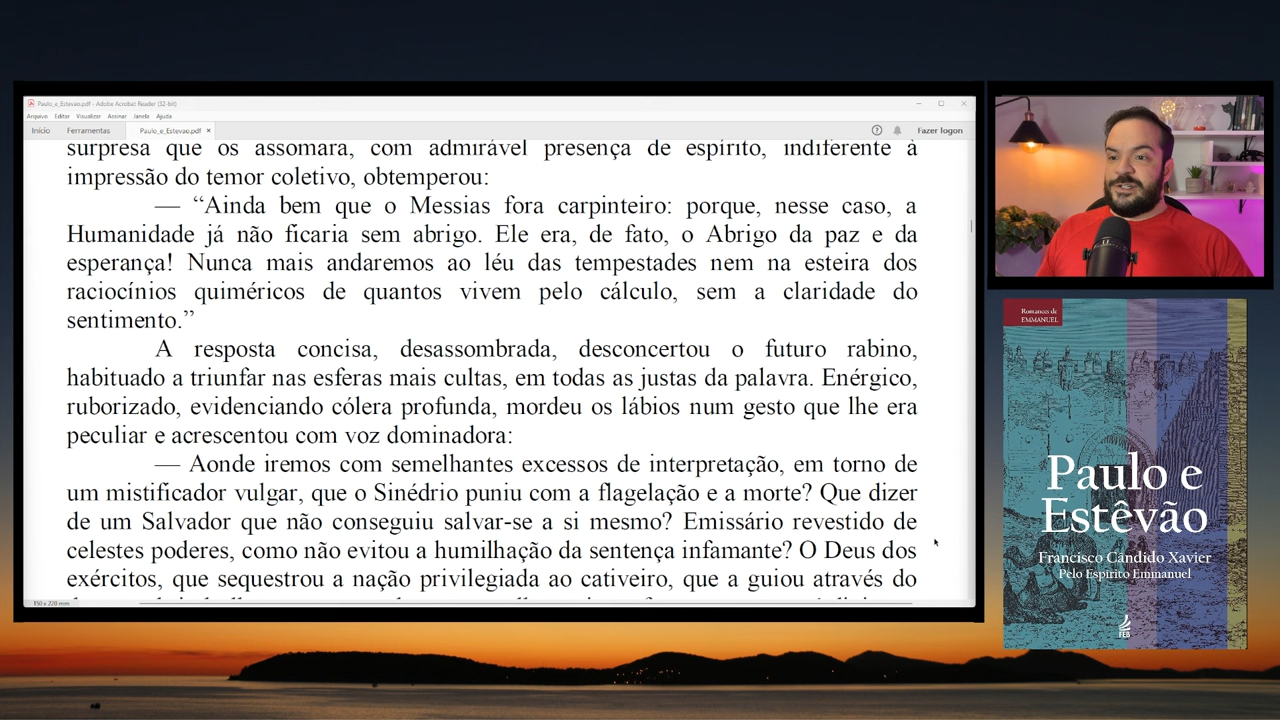 Paulo_e_Estevao.pdf - Adobe Acrobat Reader (32-bit)
Arquivo Editar Visualizar Assinar Janela Ajuda
Início Ferramentas Paulo_e_Estevao.pdf × Fazer logon
surpresa que os assomara, com admirável presença de espírito, indiferente à
impressão do temor coletivo, obtemperou:
— “Ainda bem que o Messias fora carpinteiro: porque, nesse caso, a
Humanidade já não ficaria sem abrigo. Ele era, de fato, o Abrigo da paz e da
esperança! Nunca mais andaremos ao léu das tempestades nem na esteira dos
raciocínios quiméricos de quantos vivem pelo cálculo, sem a claridade do
sentimento.”
A resposta concisa, desassombrada, desconcertou o futuro rabino,
habituado a triunfar nas esferas mais cultas, em todas as justas da palavra. Enérgico,
ruborizado, evidenciando cólera profunda, mordeu os lábios num gesto que lhe era
peculiar e acrescentou com voz dominadora:
— Aonde iremos com semelhantes excessos de interpretação, em torno de
um mistificador vulgar, que o Sinédrio puniu com a flagelação e a morte? Que dizer
de um Salvador que não conseguiu salvar-se a si mesmo? Emissário revestido de
celestes poderes, como não evitou a humilhação da sentença infamante? O Deus dos
exércitos, que sequestrou a nação privilegiada ao cativeiro, que a guiou através do
150 x 220 mm
Romances de
EMMANUEL
Paulo e
Estêvão
Francisco Cândido Xavier
Pelo Espírito Emmanuel
FEB